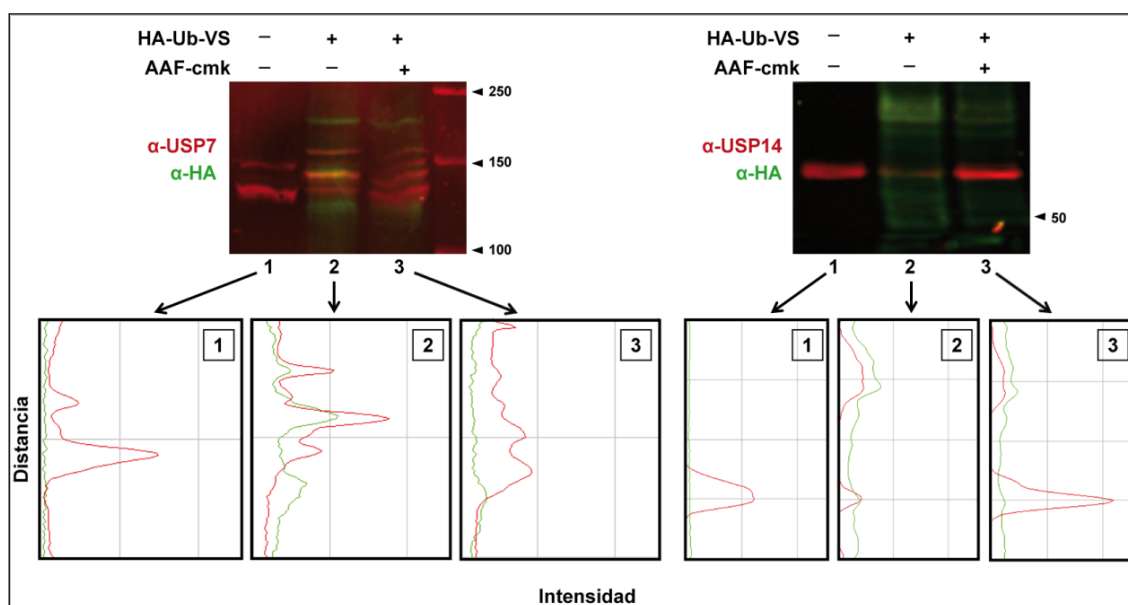 HA-Ub-VS – + +
AAF-cmk – – +
◄ 250
α-USP7
α-HA
◄ 150
◄ 100
1 2 3
HA-Ub-VS – + +
AAF-cmk – – +
α-USP14
α-HA
◄ 50
1 2 3
Distancia
1
2
3
1
2
3
Intensidad